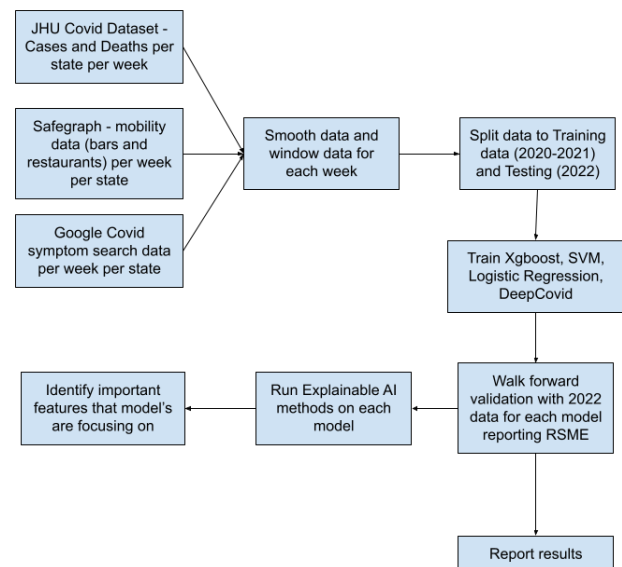 JHU Covid Dataset -
Cases and Deaths per
state per week
Safegraph - mobility
data (bars and
restaurants) per week
per state
Google Covid
symptom search data
per week per state
Smooth data and
window data for
each week
Split data to Training
data (2020-2021)
and Testing (2022)
Train Xgboost, SVM,
Logistic Regression,
DeepCovid
Walk forward
validation with 2022
data for each model
reporting RSME
Run Explainable AI
methods on each
model
Identify important
features that model's
are focusing on
Report results